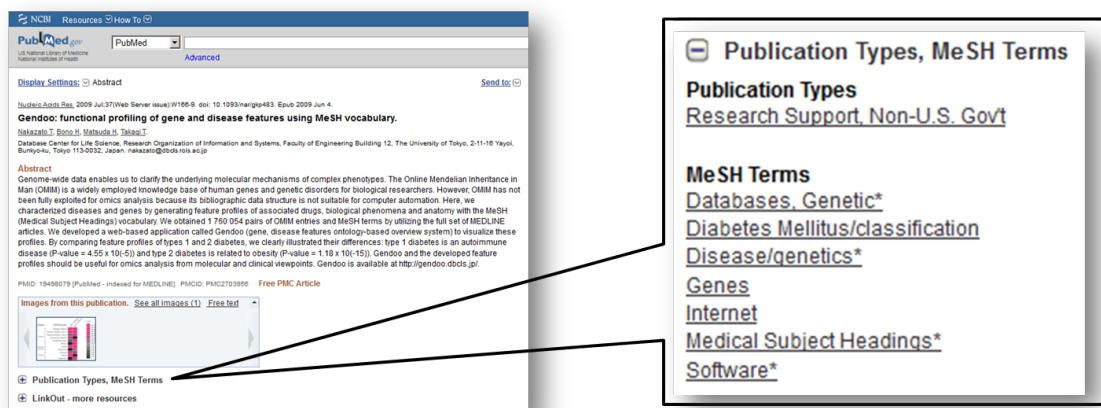 NCBI Resources How To
PubMed.gov
US National Library of Medicine
National Institutes of Health
PubMed
Advanced
Display Settings: Abstract
Send to:
Nucleic Acids Res. 2009 Jul;37(Web Server issue):W166-9. doi: 10.1093/nar/gkp483. Epub 2009 Jun 4.
Gendoo: functional profiling of gene and disease features using MeSH vocabulary.
Nakazato T, Bono H, Matsuda H, Takagi T.
Database Center for Life Science, Research Organization of Information and Systems, Faculty of Engineering Building 12, The University of Tokyo, 2-11-16 Yayoi,
Bunkyo-ku, Tokyo 113-0032, Japan. nakazato@dbcls.rois.ac.jp
Abstract
Genome-wide data enables us to clarify the underlying molecular mechanisms of complex phenotypes. The Online Mendelian Inheritance in
Man (OMIM) is a widely employed knowledge base of human genes and genetic disorders for biological researchers. However, OMIM has not
been fully exploited for omics analysis because its bibliographic data structure is not suitable for computer automation. Here, we
characterized diseases and genes by generating feature profiles of associated drugs, biological phenomena and anatomy with the MeSH
(Medical Subject Headings) vocabulary. We obtained 1 760 054 pairs of OMIM entries and MeSH terms by utilizing the full set of MEDLINE
articles. We developed a web-based application called Gendoo (gene, disease features ontology-based overview system) to visualize these
profiles. By comparing feature profiles of types 1 and 2 diabetes, we clearly illustrated their differences: type 1 diabetes is an autoimmune
disease (P-value = 4.55 x 10(-5)) and type 2 diabetes is related to obesity (P-value = 1.18 x 10(-15)). Gendoo and the developed feature
profiles should be useful for omics analysis from molecular and clinical viewpoints. Gendoo is available at http://gendoo.dbcls.jp/.
PMID: 19498079 [PubMed - indexed for MEDLINE] PMCID: PMC2703956 Free PMC Article
Images from this publication. See all images (1) Free text
Publication Types, MeSH Terms
LinkOut - more resources
Publication Types, MeSH Terms
Publication Types
Research Support, Non-U.S. Gov't
MeSH Terms
Databases, Genetic*
Diabetes Mellitus/classification
Disease/genetics*
Genes
Internet
Medical Subject Headings*
Software*